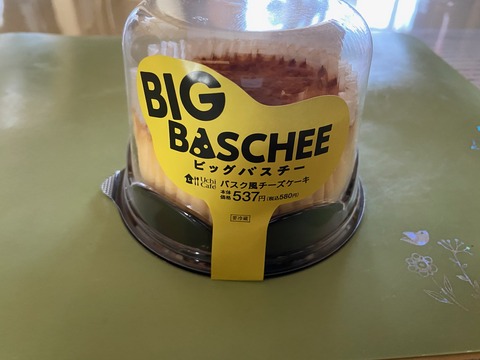 BIG
BASCHEE
ビッグバスチー
Uchi Café バスク風チーズケーキ
本体価格 537円(税込580円)
要冷蔵